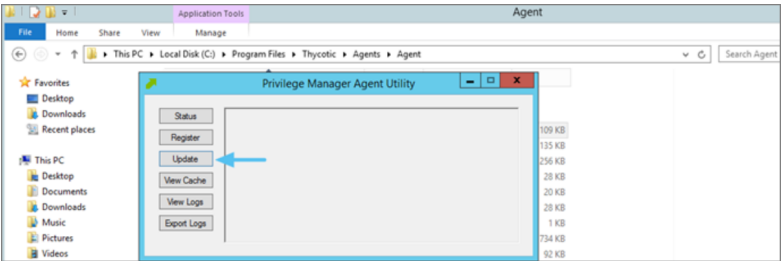 Application Tools
Agent
File Home Share View Manage
This PC Local Disk (C:) Program Files Thycotic Agents Agent
Search Agent
Favorites
Desktop
Downloads
Recent places
This PC
Desktop
Documents
Downloads
Music
Pictures
Videos
Privilege Manager Agent Utility
Status
Register
Update
View Cache
View Logs
Export Logs
109 KB
135 KB
256 KB
28 KB
20 KB
28 KB
1 KB
734 KB
92 KB